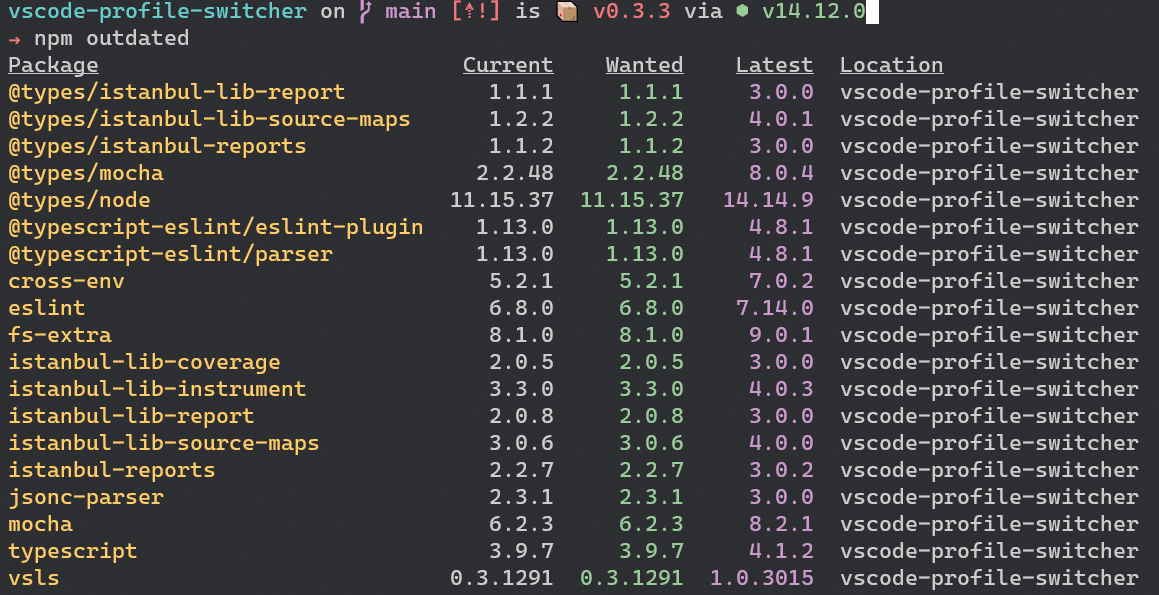 vscode-profile-switcher on main [⇡!] is 📦 v0.3.3 via ⬢ v14.12.0
→ npm outdated
Package Current Wanted Latest Location
@types/istanbul-lib-report 1.1.1 1.1.1 3.0.0 vscode-profile-switcher
@types/istanbul-lib-source-maps 1.2.2 1.2.2 4.0.1 vscode-profile-switcher
@types/istanbul-reports 1.1.2 1.1.2 3.0.0 vscode-profile-switcher
@types/mocha 2.2.48 2.2.48 8.0.4 vscode-profile-switcher
@types/node 11.15.37 11.15.37 14.14.9 vscode-profile-switcher
@typescript-eslint/eslint-plugin 1.13.0 1.13.0 4.8.1 vscode-profile-switcher
@typescript-eslint/parser 1.13.0 1.13.0 4.8.1 vscode-profile-switcher
cross-env 5.2.1 5.2.1 7.0.2 vscode-profile-switcher
eslint 6.8.0 6.8.0 7.14.0 vscode-profile-switcher
fs-extra 8.1.0 8.1.0 9.0.1 vscode-profile-switcher
istanbul-lib-coverage 2.0.5 2.0.5 3.0.0 vscode-profile-switcher
istanbul-lib-instrument 3.3.0 3.3.0 4.0.3 vscode-profile-switcher
istanbul-lib-report 2.0.8 2.0.8 3.0.0 vscode-profile-switcher
istanbul-lib-source-maps 3.0.6 3.0.6 4.0.0 vscode-profile-switcher
istanbul-reports 2.2.7 2.2.7 3.0.2 vscode-profile-switcher
jsonc-parser 2.3.1 2.3.1 3.0.0 vscode-profile-switcher
mocha 6.2.3 6.2.3 8.2.1 vscode-profile-switcher
typescript 3.9.7 3.9.7 4.1.2 vscode-profile-switcher
vsls 0.3.1291 0.3.1291 1.0.3015 vscode-profile-switcher